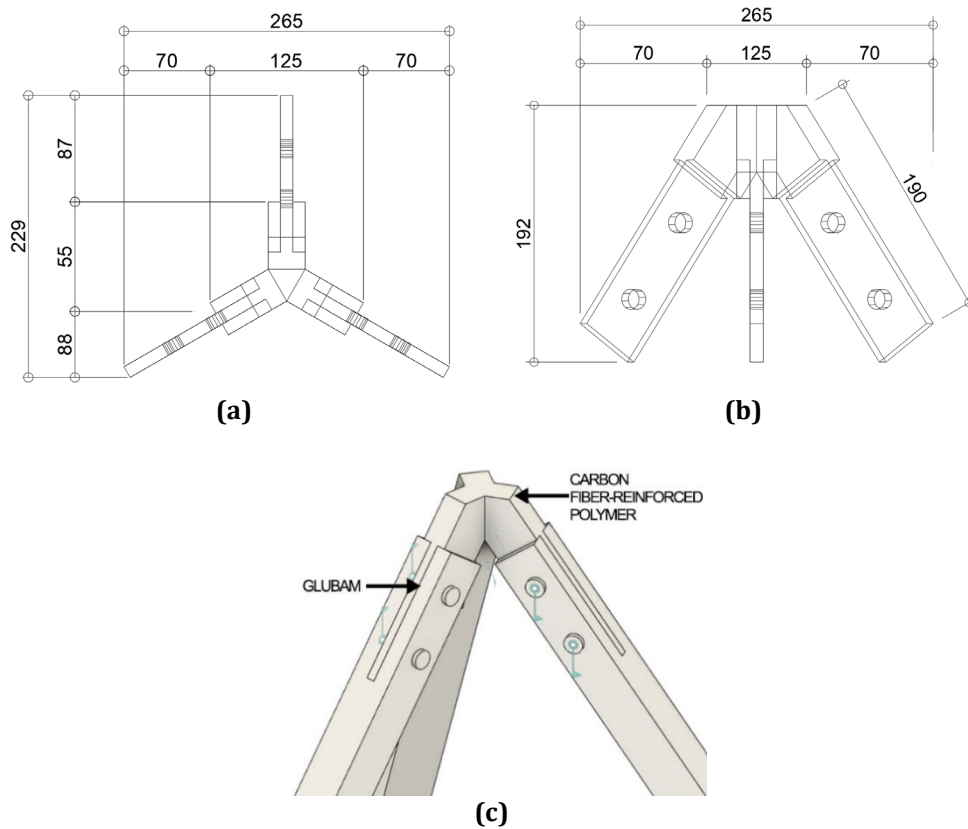 265
70 125 70
229
87
55
88
(a)
265
70 125 70
192
190
(b)
CARBON
FIBER-REINFORCED
POLYMER
GLUBAM
(c)